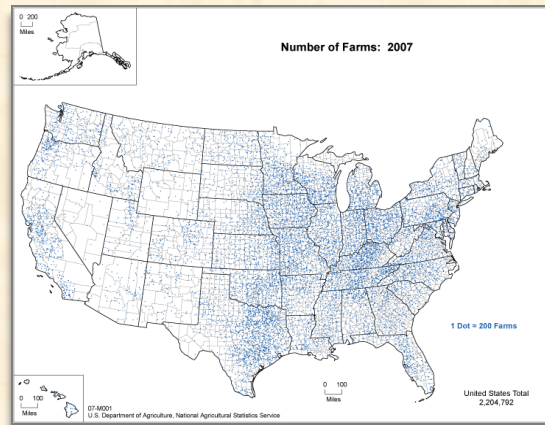 0 200
Miles
Number of Farms: 2007
1 Dot = 200 Farms
0 100
Miles
07-M001
U.S. Department of Agriculture, National Agricultural Statistics Service
0 100
Miles
United States Total
2,204,792